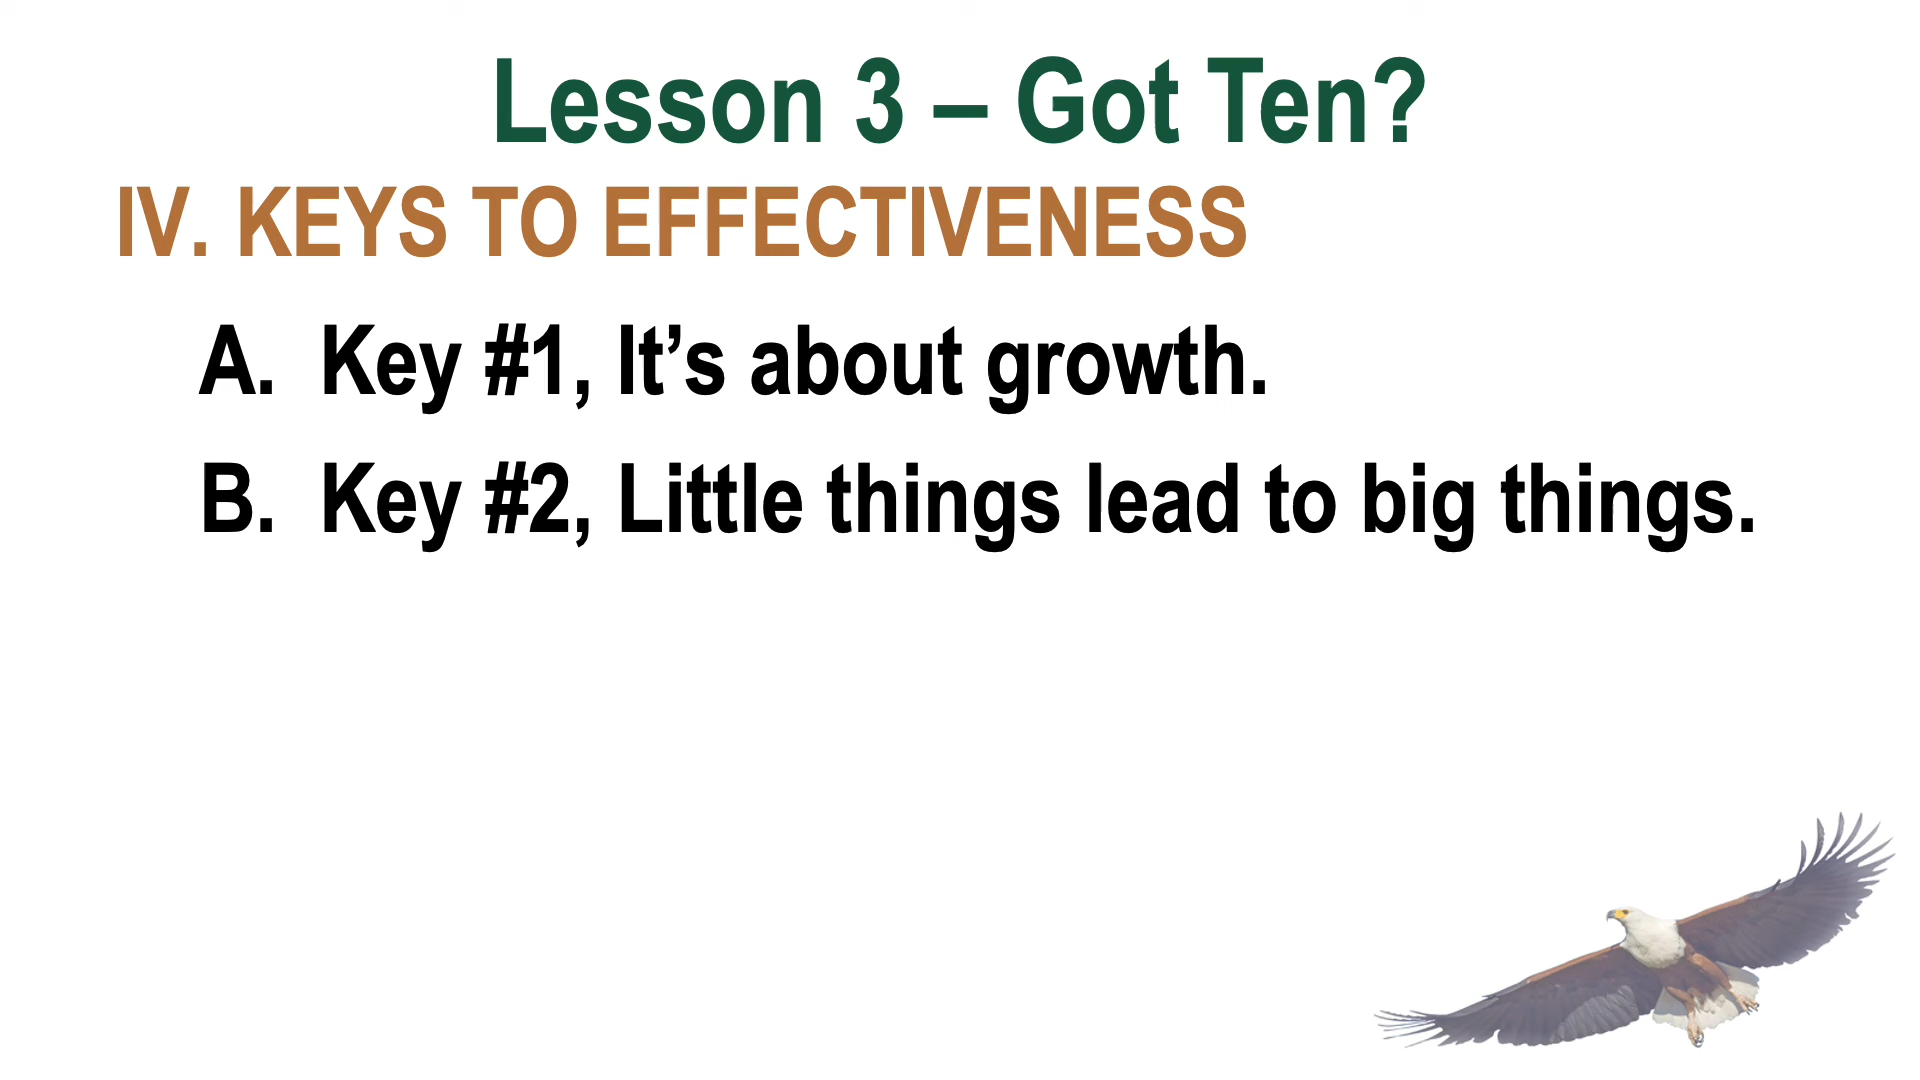 Lesson 3 – Got Ten?
IV. KEYS TO EFFECTIVENESS
A. Key #1, It’s about growth.
B. Key #2, Little things lead to big things.